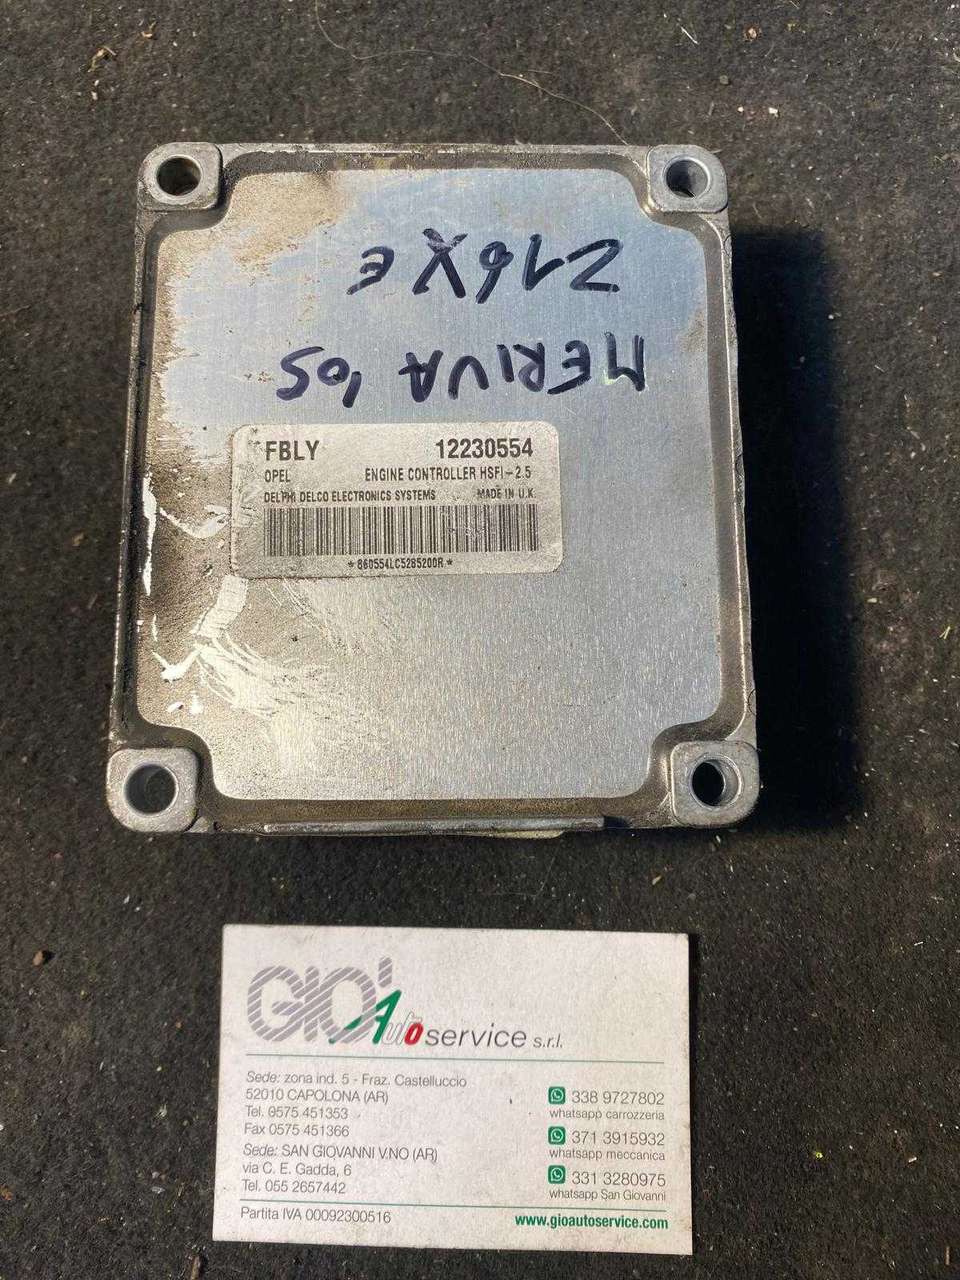 MERIVA '05
Z16XE
FBLY 12230554
OPEL ENGINE CONTROLLER HSFI-2.5
DELPHI DELCO ELECTRONICS SYSTEMS MADE IN U.K.
*660554LC5285200R*
GIO' Auto service s.r.l.
Sede: zona ind. 5 - Fraz. Castelluccio
52010 CAPOLONA (AR)
Tel. 0575 451353
Fax 0575 451366
Sede: SAN GIOVANNI V.NO (AR)
via C. E. Gadda, 6
Tel. 055 2657442
338 9727802
whatsapp carrozzeria
371 3915932
whatsapp meccanica
331 3280975
whatsapp San Giovanni
Partita IVA 00092300516
www.gioautoservice.com